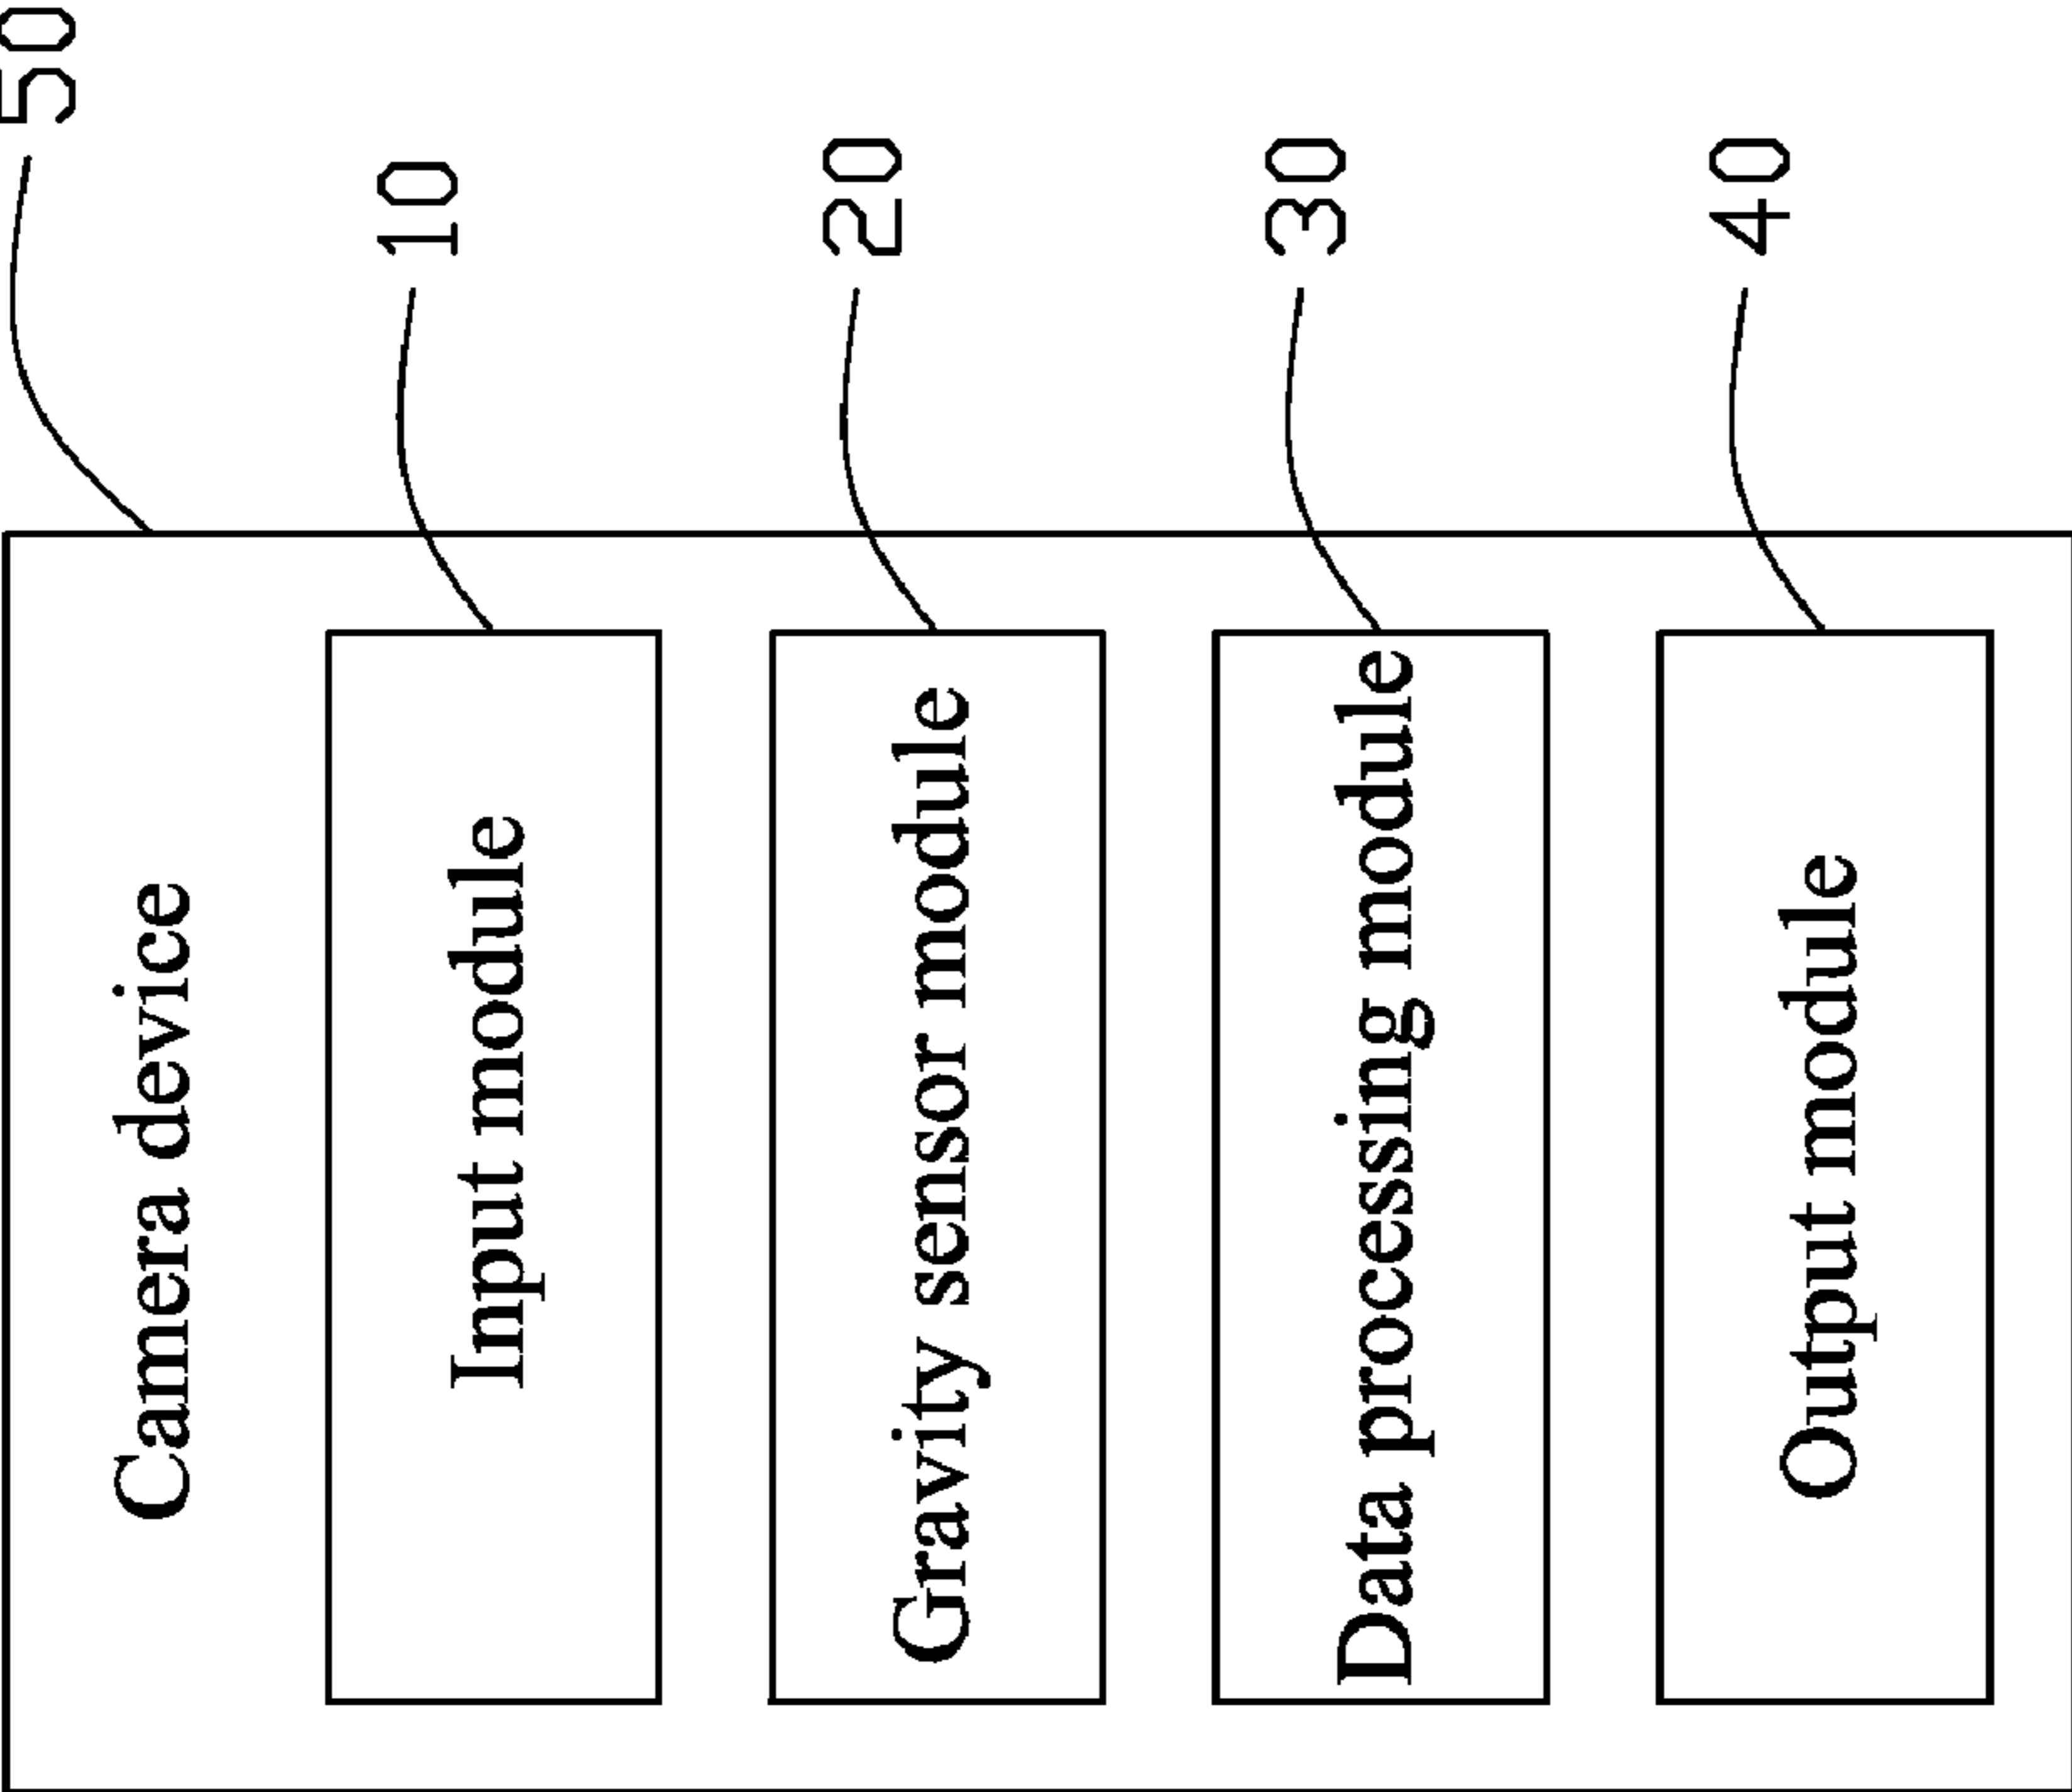 Camera device
50
Input module
10
Gravity sensor module
20
Data processing module
30
Output module
40